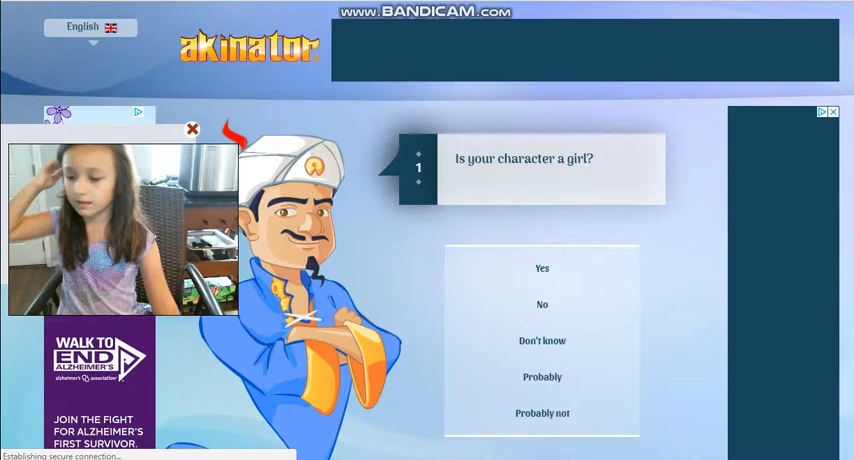 www.BANDICAM.com
English
akinator
1
Is your character a girl?
Yes
No
Don't know
Probably
Probably not
WALK TO
END
ALZHEIMER'S
alzheimer's association
JOIN THE FIGHT
FOR ALZHEIMER'S
FIRST SURVIVOR.
Establishing secure connection...